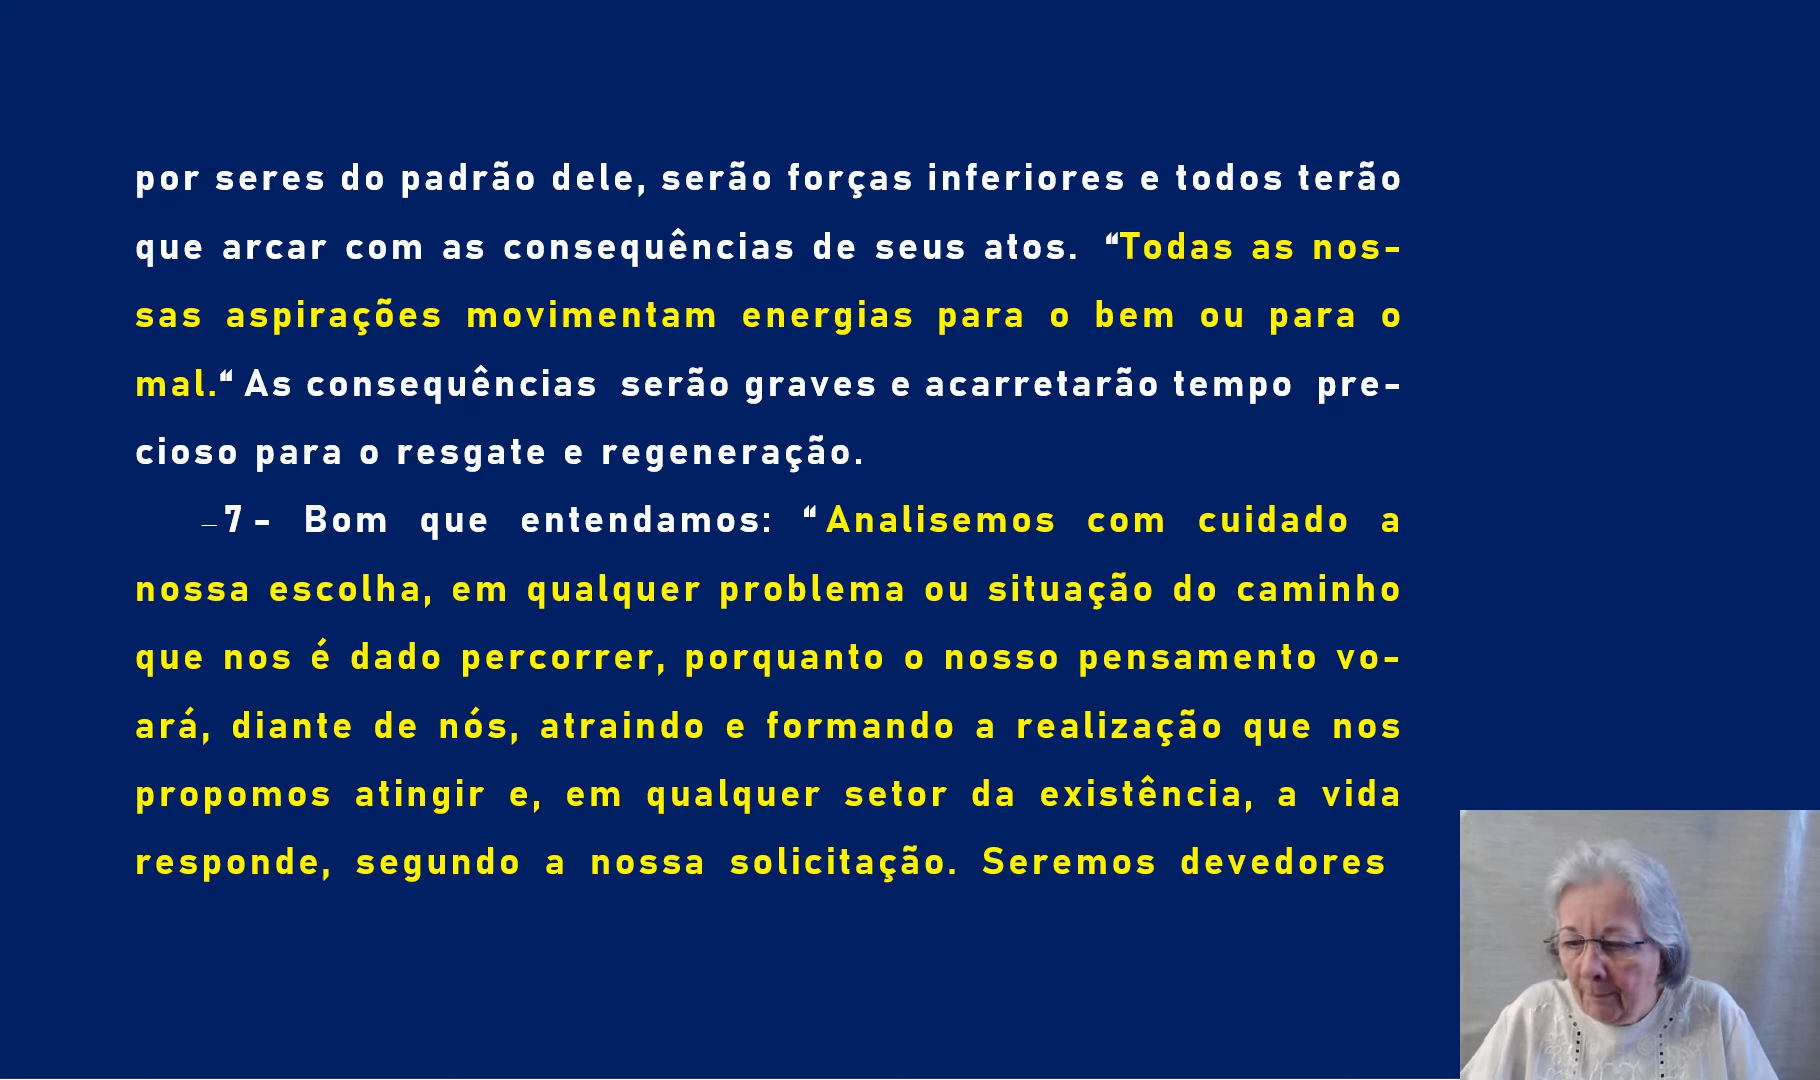 por seres do padrão dele, serão forças inferiores e todos terão
que arcar com as consequências de seus atos. “Todas as nos-
sas aspirações movimentam energias para o bem ou para o
mal.“ As consequências serão graves e acarretarão tempo pre-
cioso para o resgate e regeneração.
–7 - Bom que entendamos: “Analisemos com cuidado a
nossa escolha, em qualquer problema ou situação do caminho
que nos é dado percorrer, porquanto o nosso pensamento vo-
ará, diante de nós, atraindo e formando a realização que nos
propomos atingir e, em qualquer setor da existência, a vida
responde, segundo a nossa solicitação. Seremos devedores